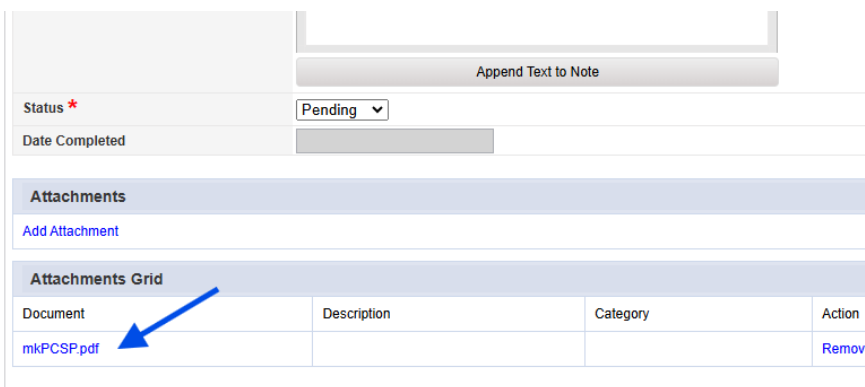 Append Text to Note
Status *
Pending
Date Completed
Attachments
Add Attachment
Attachments Grid
Document Description Category Action
mkPCSP.pdf Remov